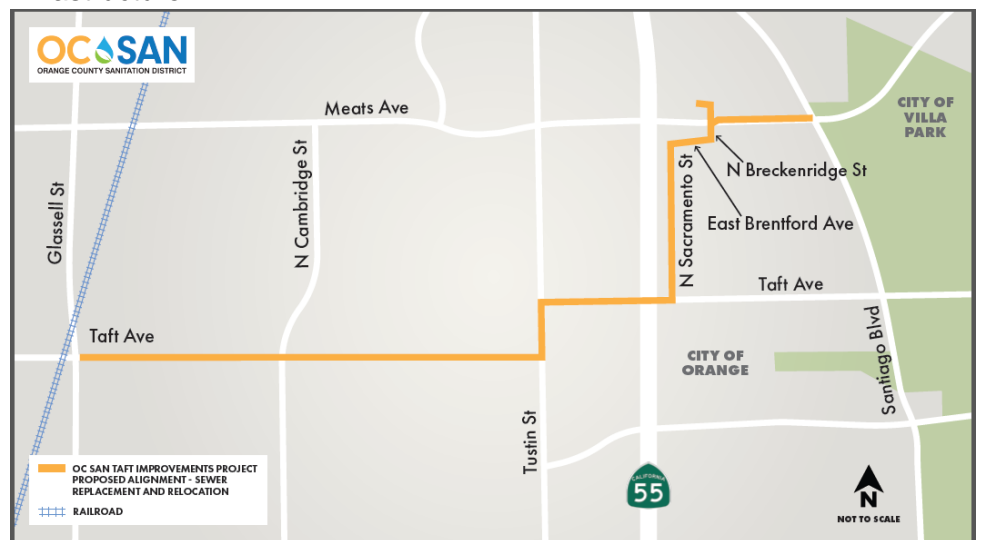 OC SAN
ORANGE COUNTY SANITATION DISTRICT
Meats Ave
CITY OF
VILLA
PARK
N Breckenridge St
East Brentford Ave
Glassell St
N Cambridge St
N Sacramento St
Taft Ave
Taft Ave
CITY OF
ORANGE
Santiago Blvd
Tustin St
CALIFORNIA
55
N
NOT TO SCALE
OC SAN TAFT IMPROVEMENTS PROJECT
PROPOSED ALIGNMENT - SEWER
REPLACEMENT AND RELOCATION
RAILROAD